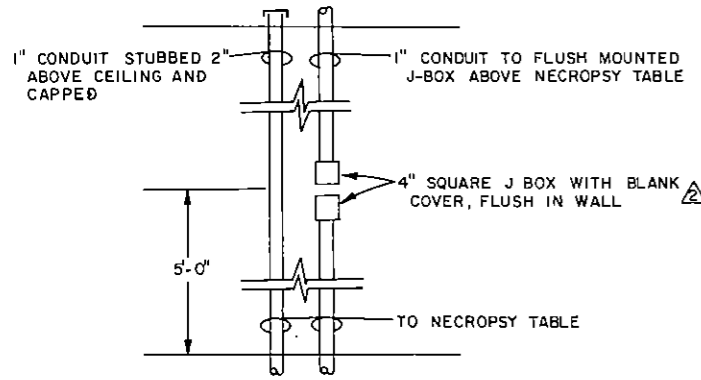 1" CONDUIT STUBBED 2"
ABOVE CEILING AND
CAPPED
1" CONDUIT TO FLUSH MOUNTED
J-BOX ABOVE NECROPSY TABLE
4" SQUARE J BOX WITH BLANK
COVER, FLUSH IN WALL
2
5'-0"
TO NECROPSY TABLE